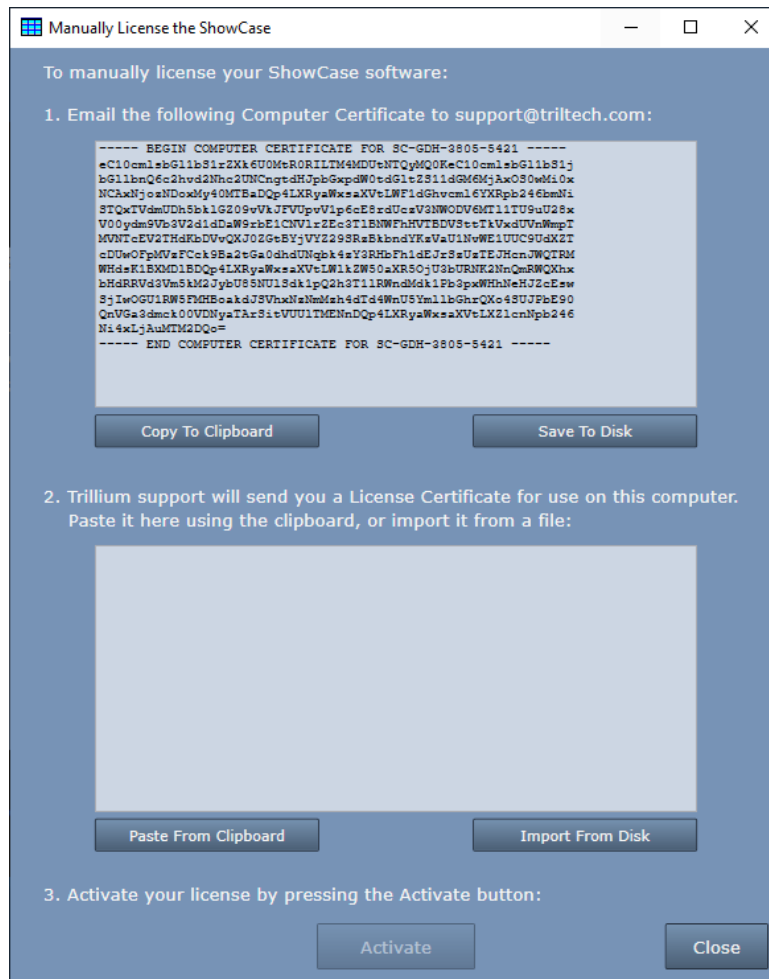 Manually License the ShowCase
To manually license your ShowCase software:
1. Email the following Computer Certificate to support@triltech.com:
----- BEGIN COMPUTER CERTIFICATE FOR SC-GDH-3805-5421 -----
eC10cmlsbGl1bS1rZXk6U0MtR0RILTM4MDUtNTQyMQ0KeC10cmlsbGl1bS1j
bGllbnQ6c2hvd2Nhc2UNCngtdHJpbGxpdW0tdGltZS11dGM6MjAxOS0wMi0x
NCAxNjozNDoxMy40MTBaDQp4LXRyaWxsaXVtLWF1dGhvcml6YXRpb246bmNi
Ni4xLjAuMTM2DQo=
----- END COMPUTER CERTIFICATE FOR SC-GDH-3805-5421 -----
Copy To Clipboard
Save To Disk
2. Trillium support will send you a License Certificate for use on this computer.
Paste it here using the clipboard, or import it from a file:
Paste From Clipboard
Import From Disk
3. Activate your license by pressing the Activate button:
Activate
Close